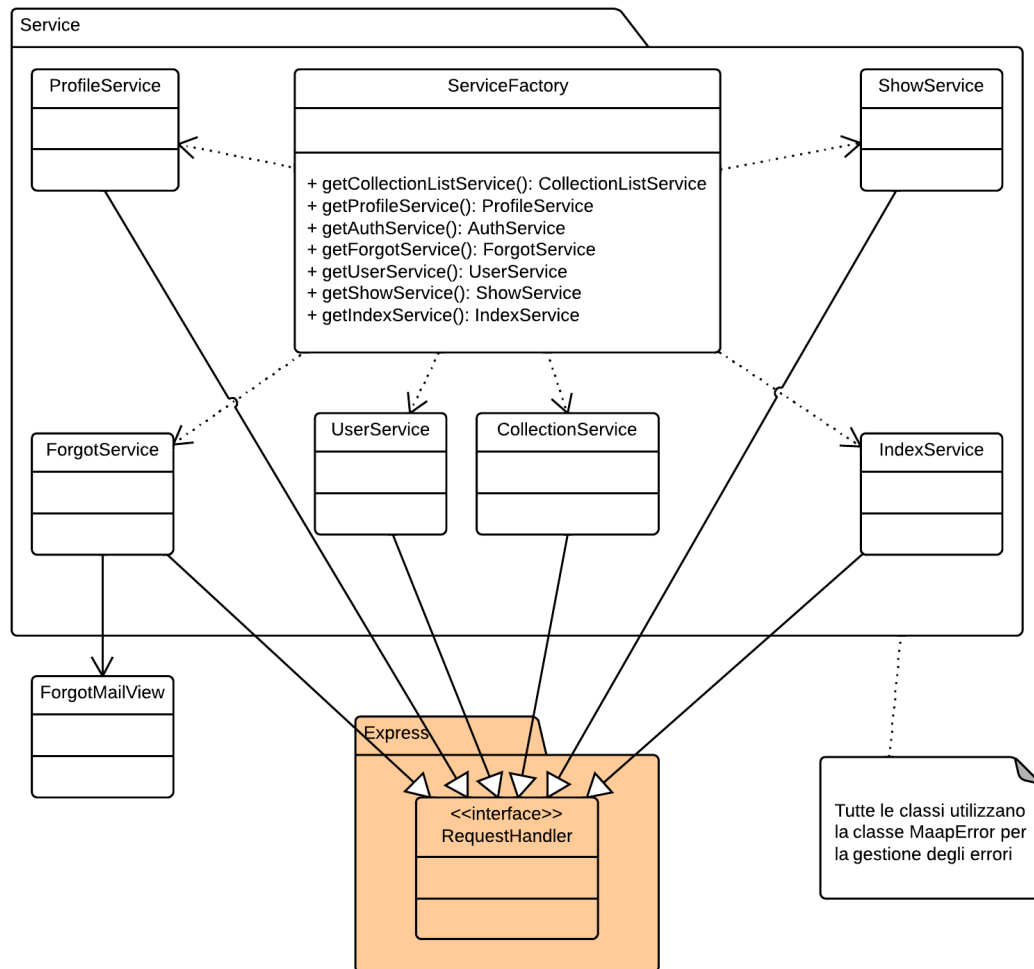 Service
ProfileService
ServiceFactory
ShowService
+ getCollectionListService(): CollectionListService
+ getProfileService(): ProfileService
+ getAuthService(): AuthService
+ getForgotService(): ForgotService
+ getUserService(): UserService
+ getShowService(): ShowService
+ getIndexService(): IndexService
ForgotService
UserService
CollectionService
IndexService
ForgotMailView
Express
<<interface>>
RequestHandler
Tutte le classi utilizzano
la classe MaapError per
la gestione degli errori